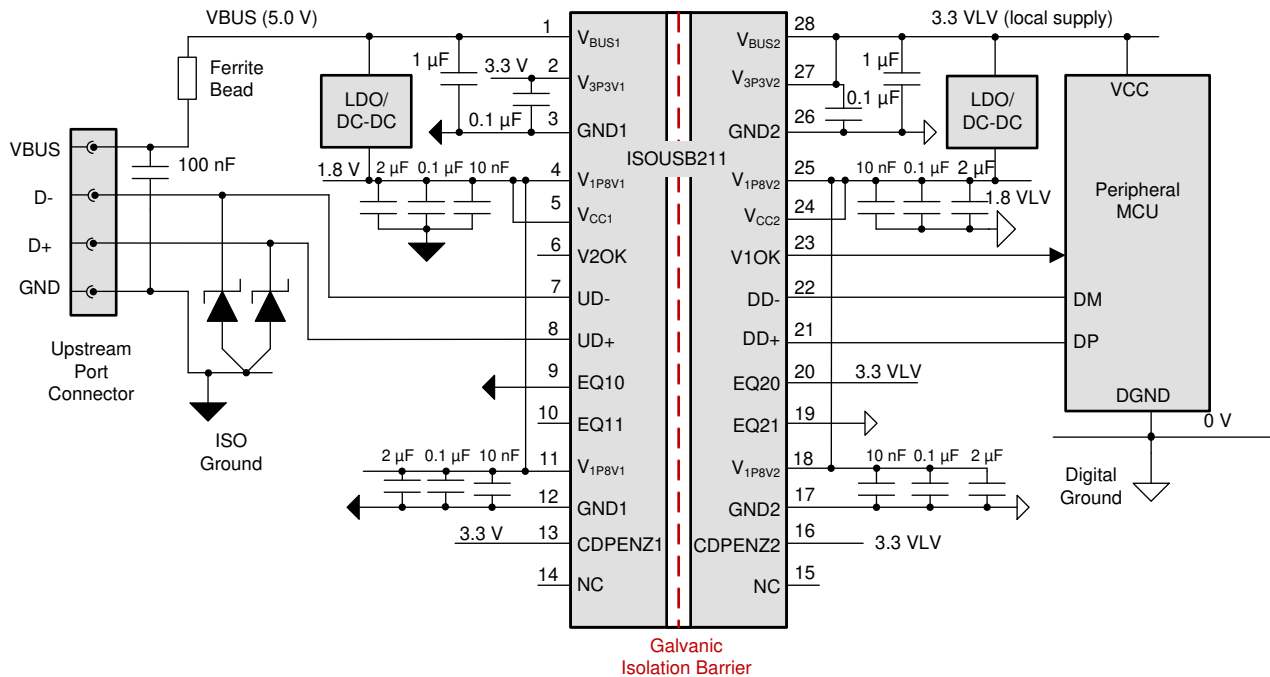 VBUS (5.0 V)
3.3 VLV (local supply)
Ferrite
Bead
LDO/
DC-DC
1 µF
3.3 V
0.1 µF
1 VBUS1
2 V3P3V1
3 GND1
28 VBUS2
27 V3P3V2
26 GND2
1 µF
0.1
µF
LDO/
DC-DC
VCC
ISOUSB211
VBUS
D-
D+
GND
100 nF
Upstream
Port
Connector
ISO
Ground
1.8 V 2 µF 0.1 µF 10 nF
4 V1P8V1
5 VCC1
6 V2OK
7 UD-
8 UD+
9 EQ10
10 EQ11
11 V1P8V1
12 GND1
13 CDPENZ1
14 NC
2 µF 0.1 µF 10 nF
3.3 V
25 V1P8V2
24 VCC2
23 V1OK
22 DD-
21 DD+
20 EQ20
19 EQ21
18 V1P8V2
17 GND2
16 CDPENZ2
15 NC
10 nF 0.1 µF 2 µF
1.8 VLV
3.3 VLV
10 nF 0.1 µF 2 µF
3.3 VLV
Peripheral
MCU
DM
DP
DGND
0 V
Digital
Ground
Galvanic
Isolation Barrier